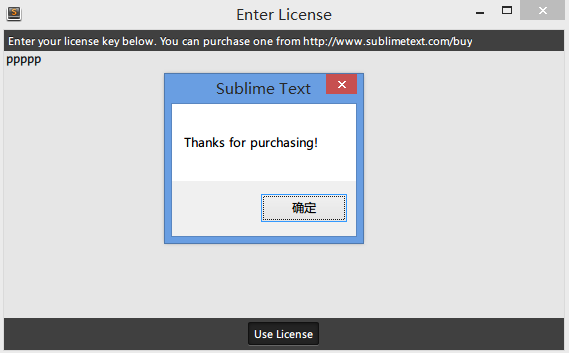 Enter License
Enter your license key below. You can purchase one from http://www.sublimetext.com/buy
ppppp
Sublime Text
Thanks for purchasing!
确定
Use License